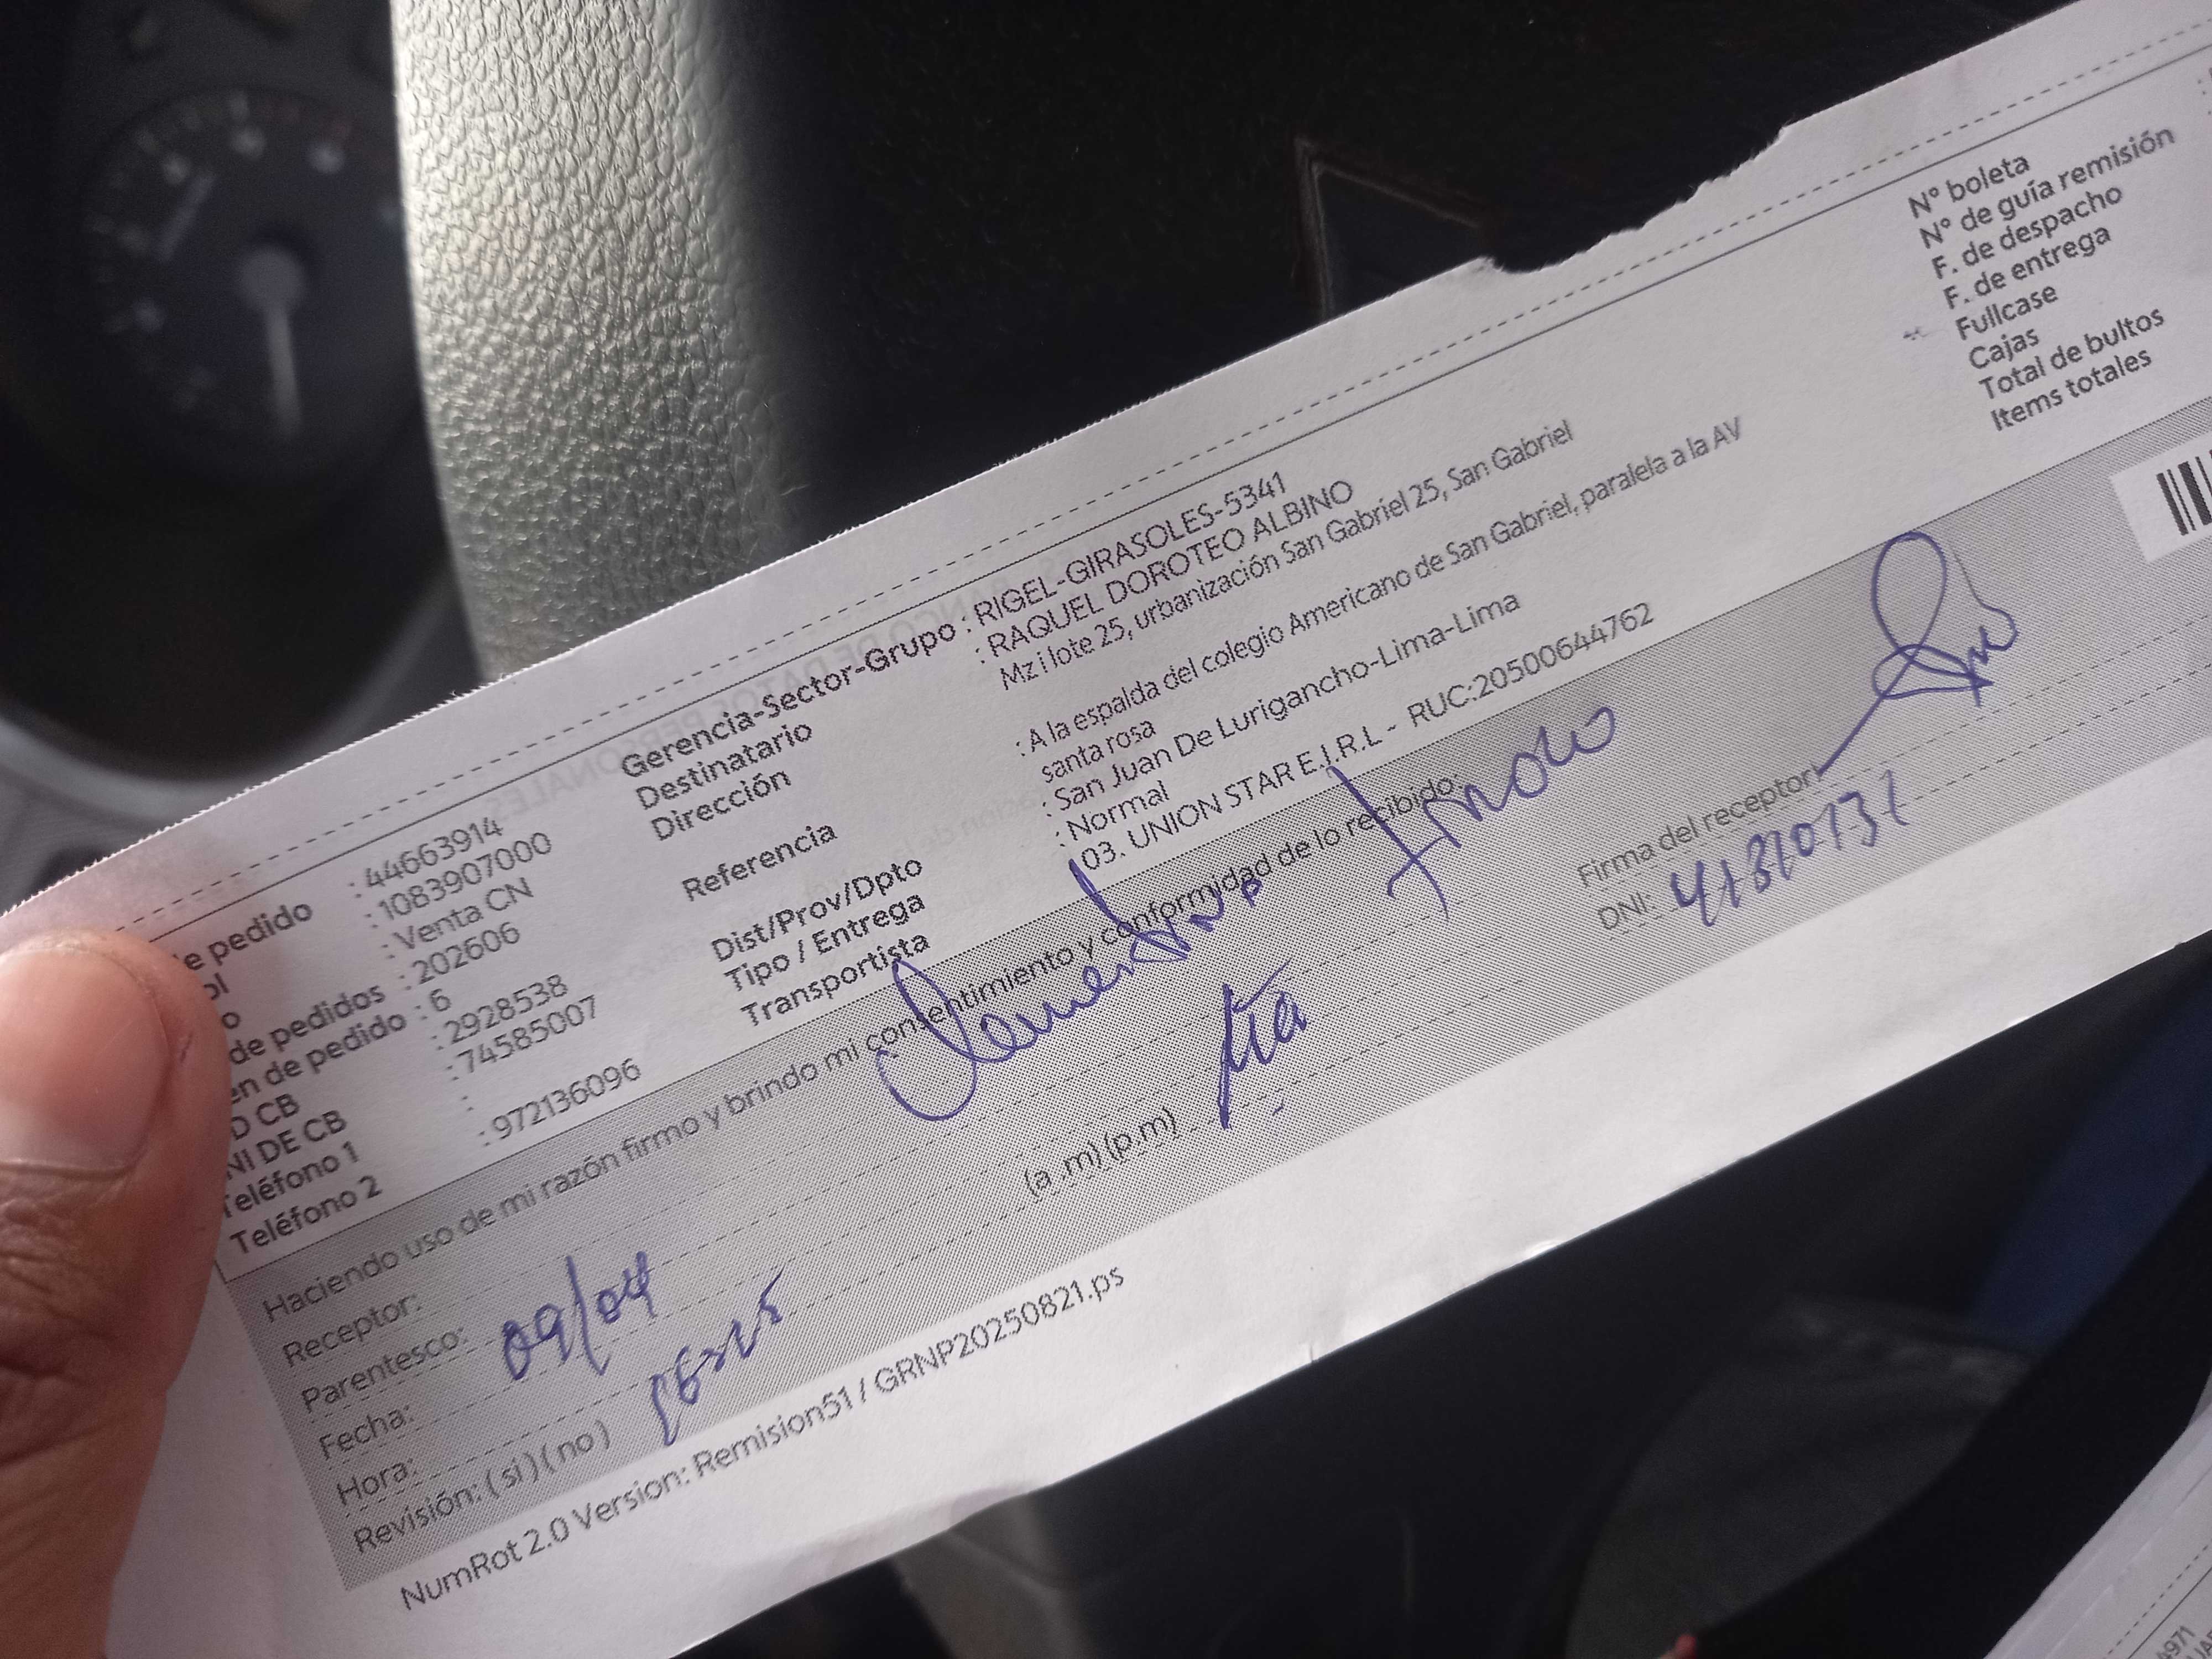 e pedido : 44663914
ol : 1083907000
o : Venta CN
de pedidos : 202606
en de pedido : 6
D CB : 2928538
NI DE CB : 74585007
Teléfono 1 :
Teléfono 2 : 972136096
Gerencia-Sector-Grupo : RIGEL-GIRASOLES-5341
Destinatario : RAQUEL DOROTEO ALBINO
Dirección Mz i lote 25, urbanización San Gabriel 25, San Gabriel
Referencia : A la espalda del colegio Americano de San Gabriel, paralela a la AV
santa rosa
Dist/Prov/Dpto : San Juan De Lurigancho-Lima-Lima
Tipo / Entrega : Normal
Transportista : 03. UNION STAR E.I.R.L - RUC:20500644762
N° boleta
N° de guía remisión
F. de despacho
F. de entrega
Fullcase
Cajas
Total de bultos
Items totales
Haciendo uso de mi razón firmo y brindo mi consentimiento y conformidad de lo recibido:
Receptor:
Parentesco: tía
Fecha: 09/04
Hora: (a .m) (p.m)
Revisión: ( si ) ( no )
Firma del receptor:
DNI:
NumRot 2.0 Version: Remision51 / GRNP20250821.ps
4971